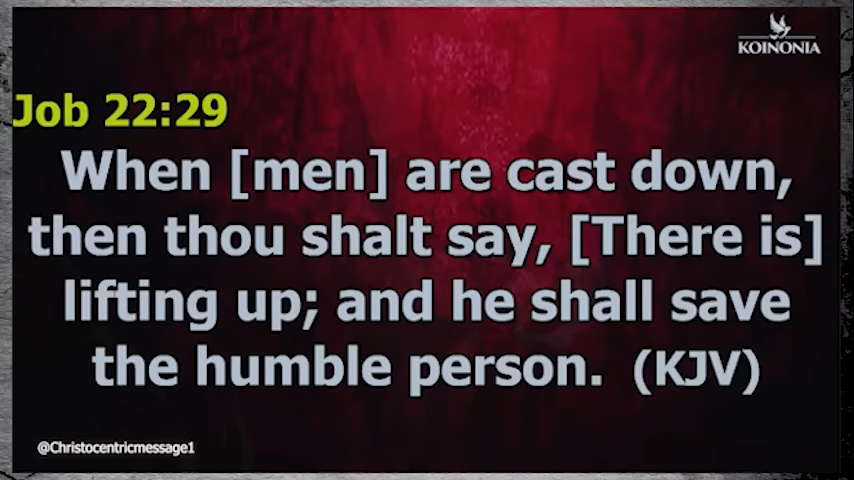 KOINONIA
Job 22:29
When [men] are cast down,
then thou shalt say, [There is]
lifting up; and he shall save
the humble person. (KJV)
@Christocentricmessage1